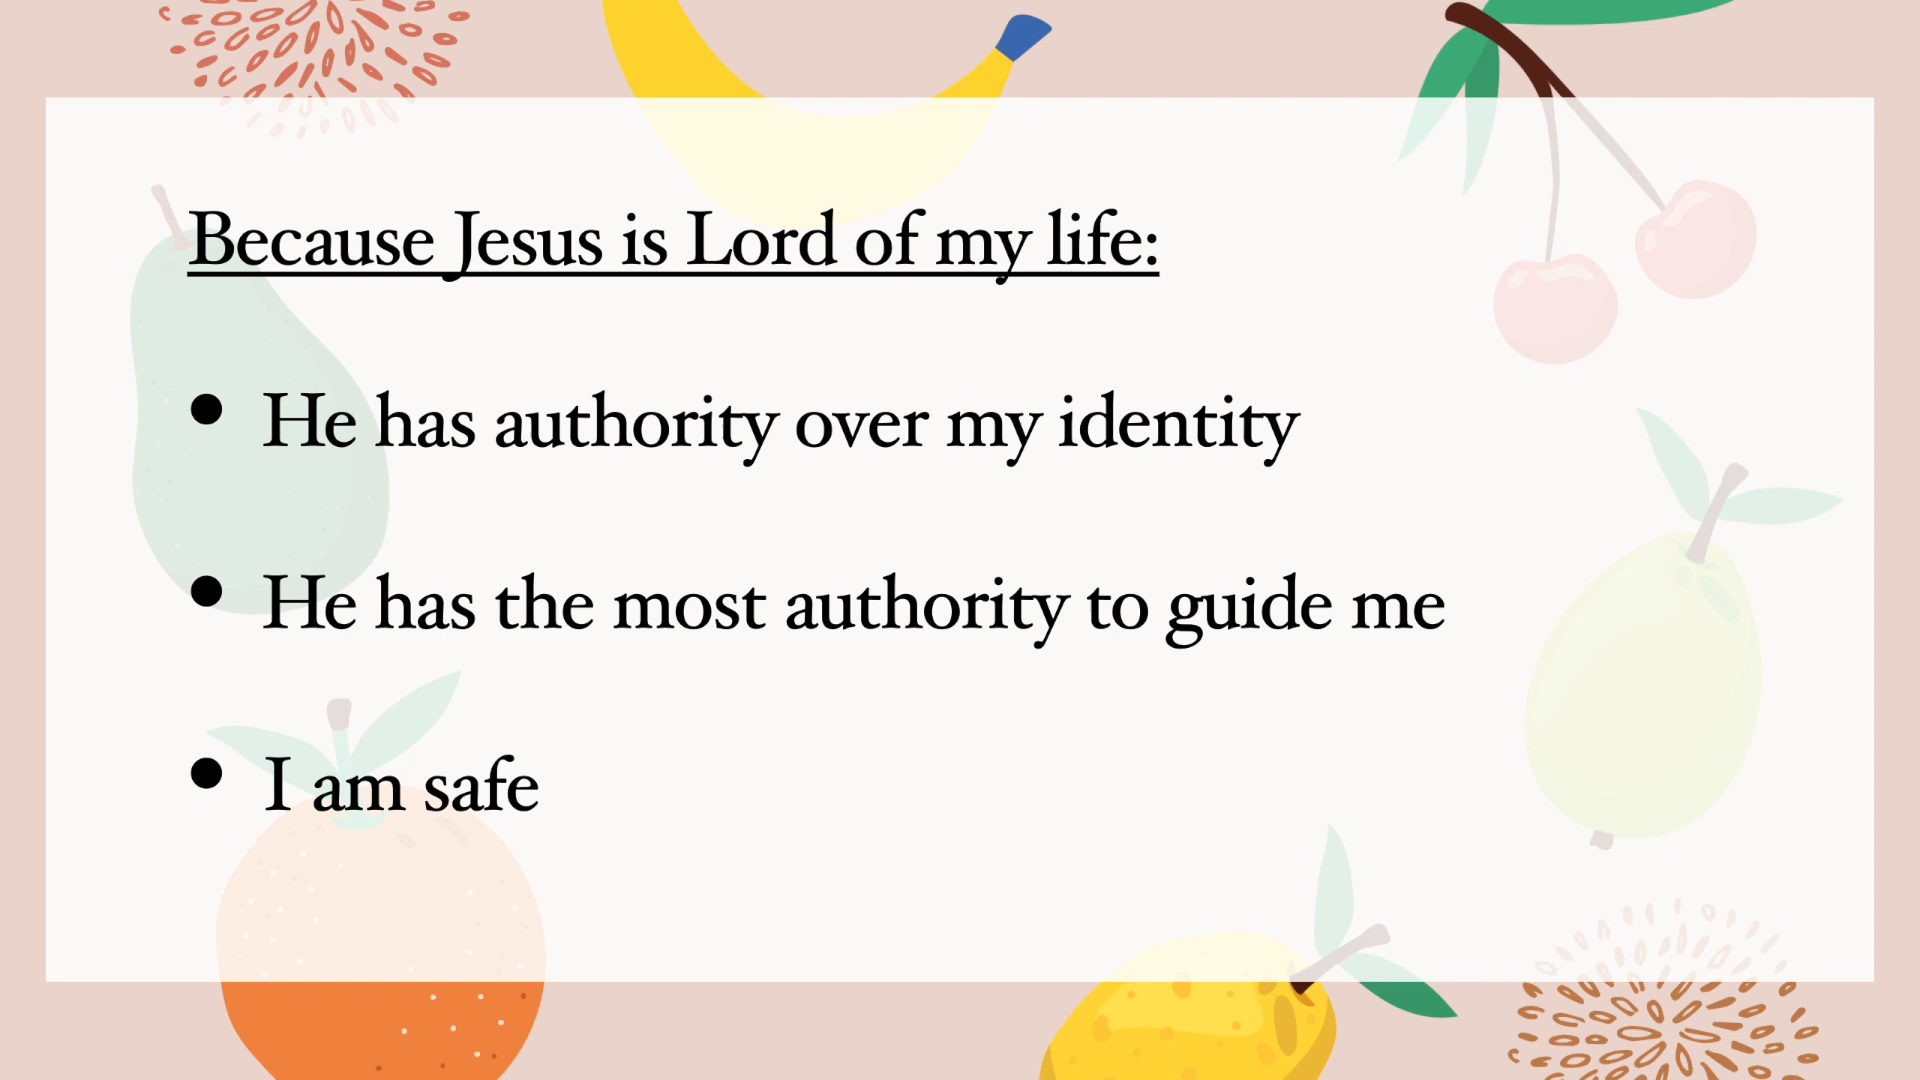 Because Jesus is Lord of my life:
• He has authority over my identity
• He has the most authority to guide me
• I am safe